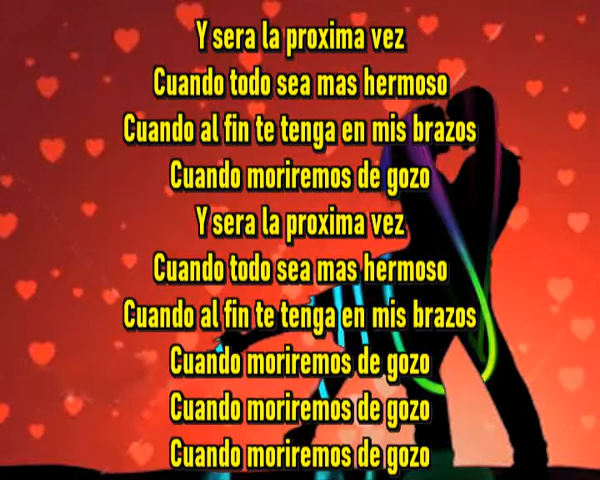 Y sera la proxima vez
Cuando todo sea mas hermoso
Cuando al fin te tenga en mis brazos
Cuando moriremos de gozo
Y sera la proxima vez
Cuando todo sea mas hermoso
Cuando al fin te tenga en mis brazos
Cuando moriremos de gozo
Cuando moriremos de gozo
Cuando moriremos de gozo